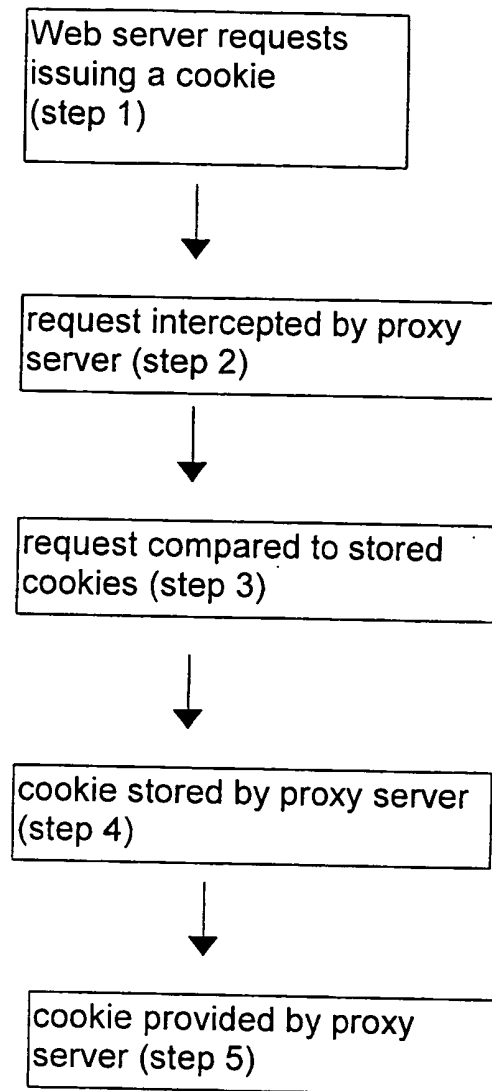 Web server requests
issuing a cookie
(step 1)
request intercepted by proxy
server (step 2)
request compared to stored
cookies (step 3)
cookie stored by proxy server
(step 4)
cookie provided by proxy
server (step 5)